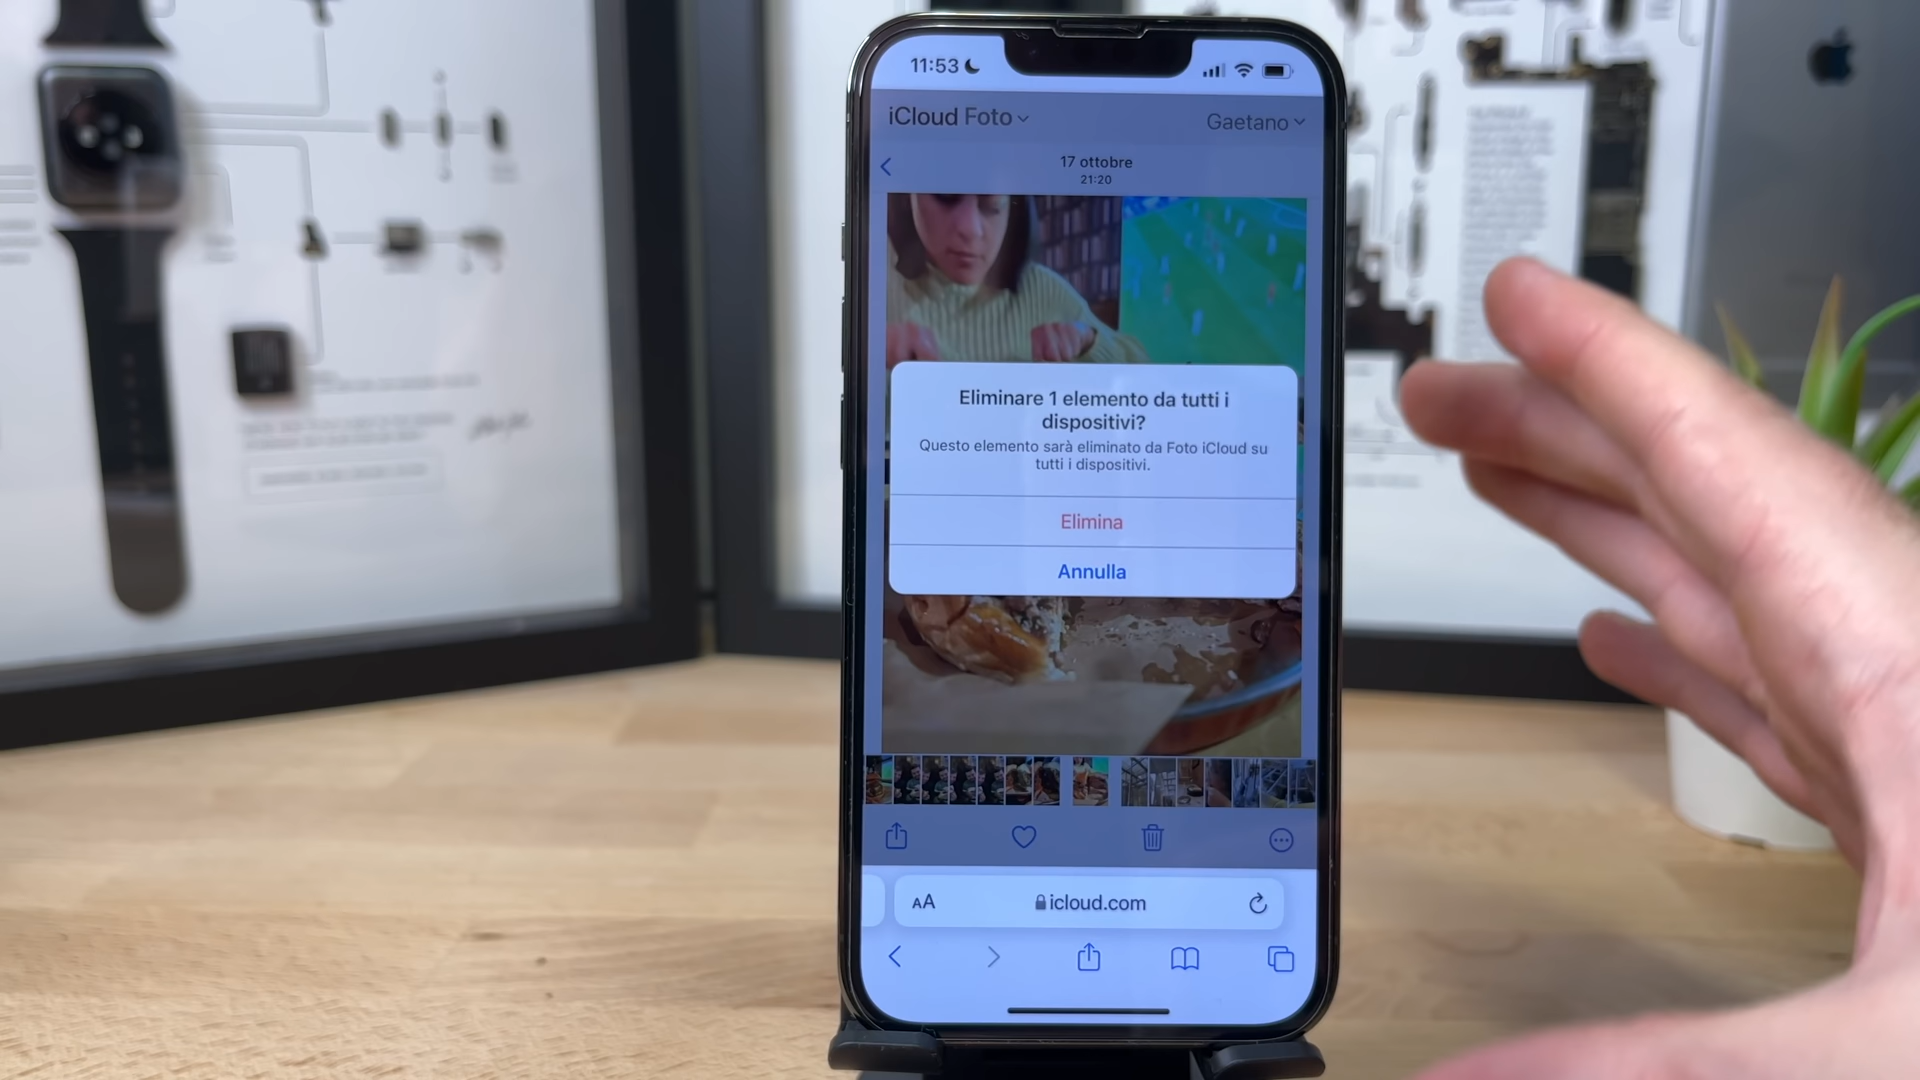 11:53
iCloud Foto
Gaetano
17 ottobre
21:20
Eliminare 1 elemento da tutti i
dispositivi?
Questo elemento sarà eliminato da Foto iCloud su
tutti i dispositivi.
Elimina
Annulla
AA
icloud.com